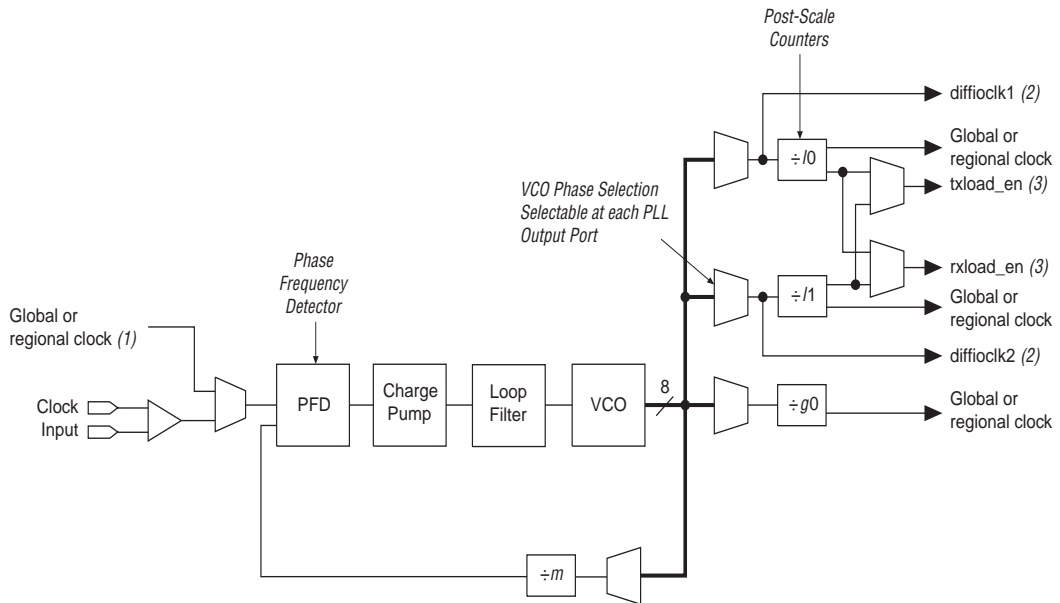 Post-Scale
Counters
diffioclk1 (2)
÷l0
Global or
regional clock
txload_en (3)
VCO Phase Selection
Selectable at each PLL
Output Port
rxload_en (3)
÷l1
Global or
regional clock
diffioclk2 (2)
Phase
Frequency
Detector
Global or
regional clock (1)
Clock
Input
PFD
Charge
Pump
Loop
Filter
VCO
8
÷g0
Global or
regional clock
÷m